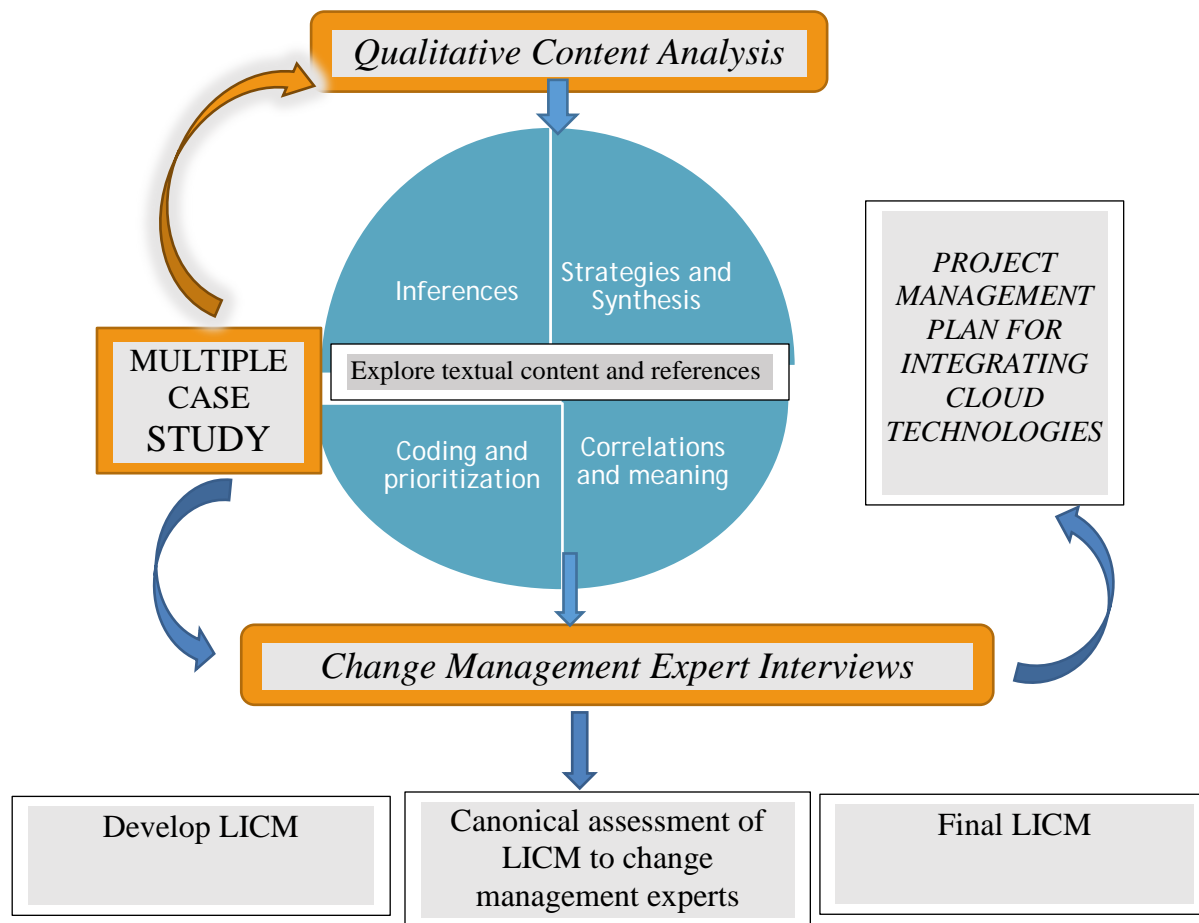 Qualitative Content Analysis
Inferences
Strategies and
Synthesis
PROJECT
MANAGEMENT
PLAN FOR
INTEGRATING
CLOUD
TECHNOLOGIES
MULTIPLE
CASE
STUDY
Explore textual content and references
Coding and
prioritization
Correlations
and meaning
Change Management Expert Interviews
Develop LICM
Canonical assessment of
LICM to change
management experts
Final LICM